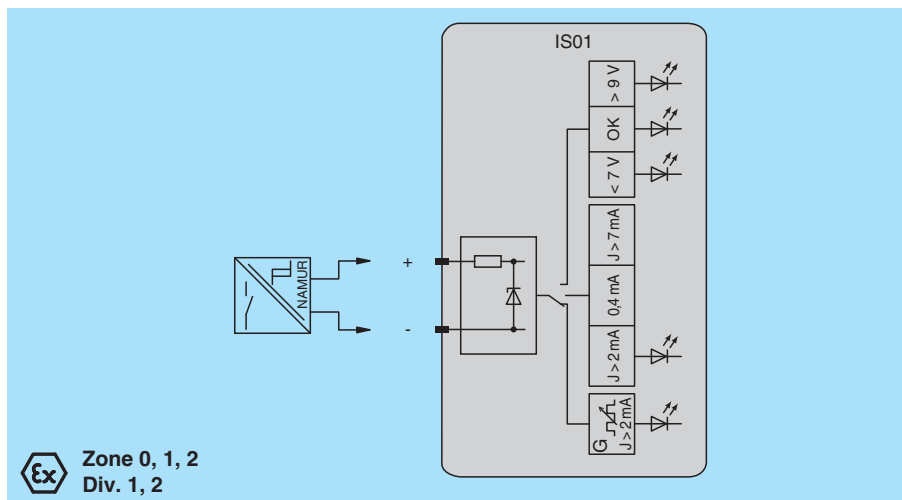 IS01
> 9 V
OK
< 7 V
J > 7 mA
0,4 mA
J > 2 mA
G
J > 2 mA
NAMUR
+
-
εx
Zone 0, 1, 2
Div. 1, 2